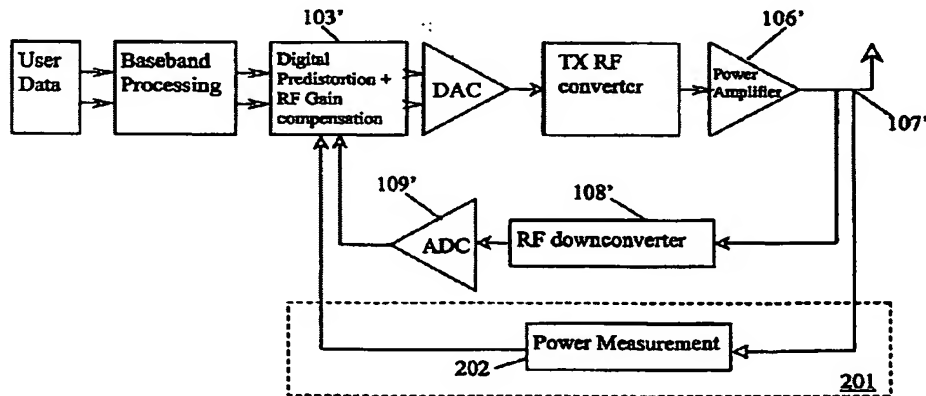 103’
106’
User
Data
Baseband
Processing
Digital
Predistortion +
RF Gain
compensation
DAC
TX RF
converter
Power
Amplifier
107’
109’
108’
ADC
RF downconverter
Power Measurement
202
201